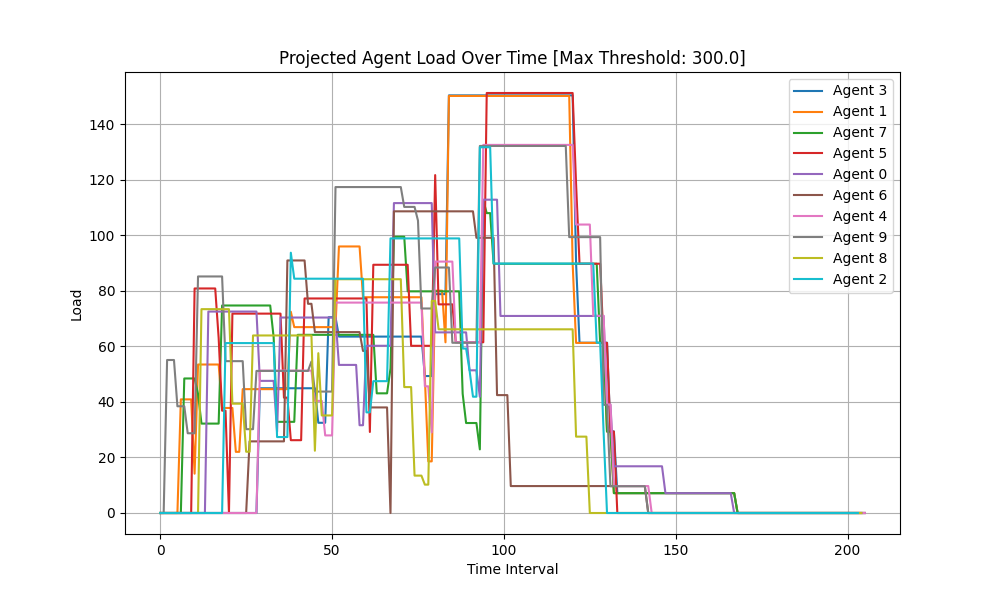 Projected Agent Load Over Time [Max Threshold: 300.0]
Load
140
120
100
80
60
40
20
0
0
50
100
150
200
Time Interval
Agent 3
Agent 1
Agent 7
Agent 5
Agent 0
Agent 6
Agent 4
Agent 9
Agent 8
Agent 2